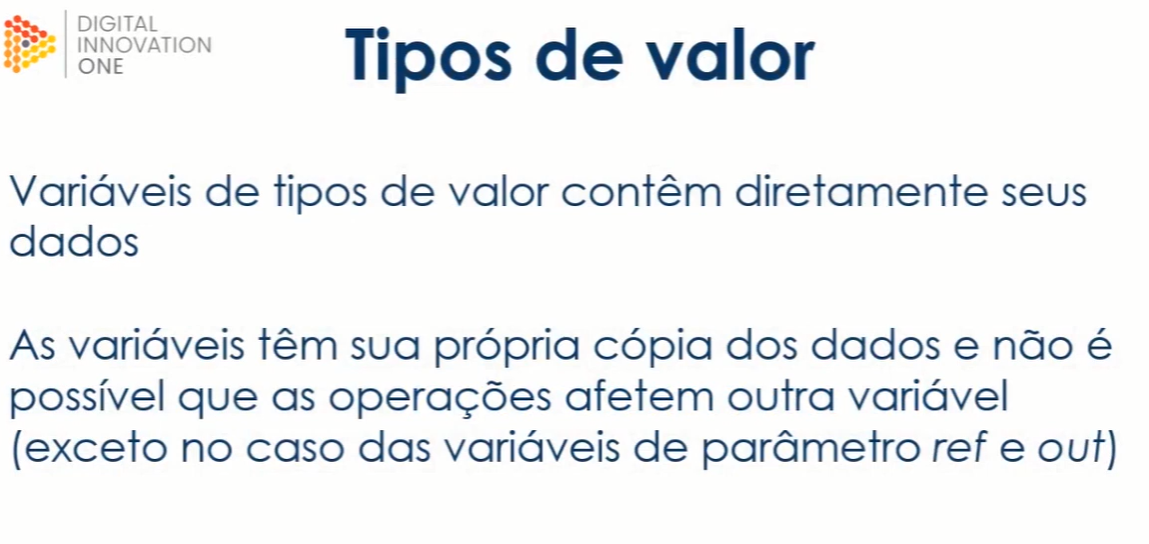 DIGITAL
INNOVATION
ONE
Tipos de valor
Variáveis de tipos de valor contêm diretamente seus
dados
As variáveis têm sua própria cópia dos dados e não é
possível que as operações afetem outra variável
(exceto no caso das variáveis de parâmetro ref e out)